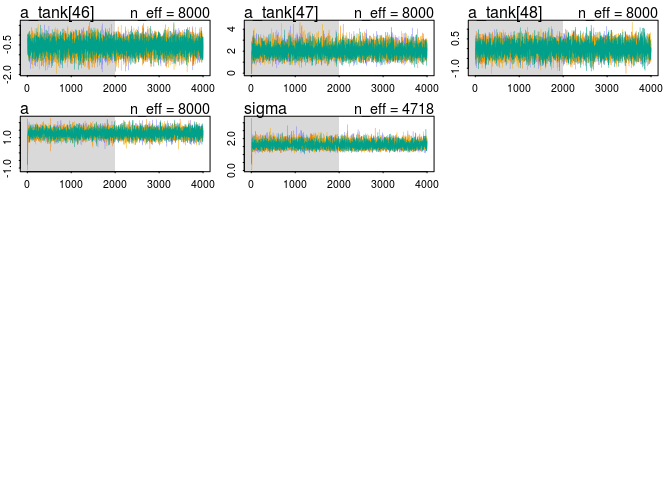 a_tank[46] n_eff = 8000
-2.0 -0.5
0 1000 2000 3000 4000
a_tank[47] n_eff = 8000
0 2 4
0 1000 2000 3000 4000
a_tank[48] n_eff = 8000
-1.0 0.5
0 1000 2000 3000 4000
a n_eff = 8000
-1.0 1.0
0 1000 2000 3000 4000
sigma n_eff = 4718
0.0 2.0
0 1000 2000 3000 4000